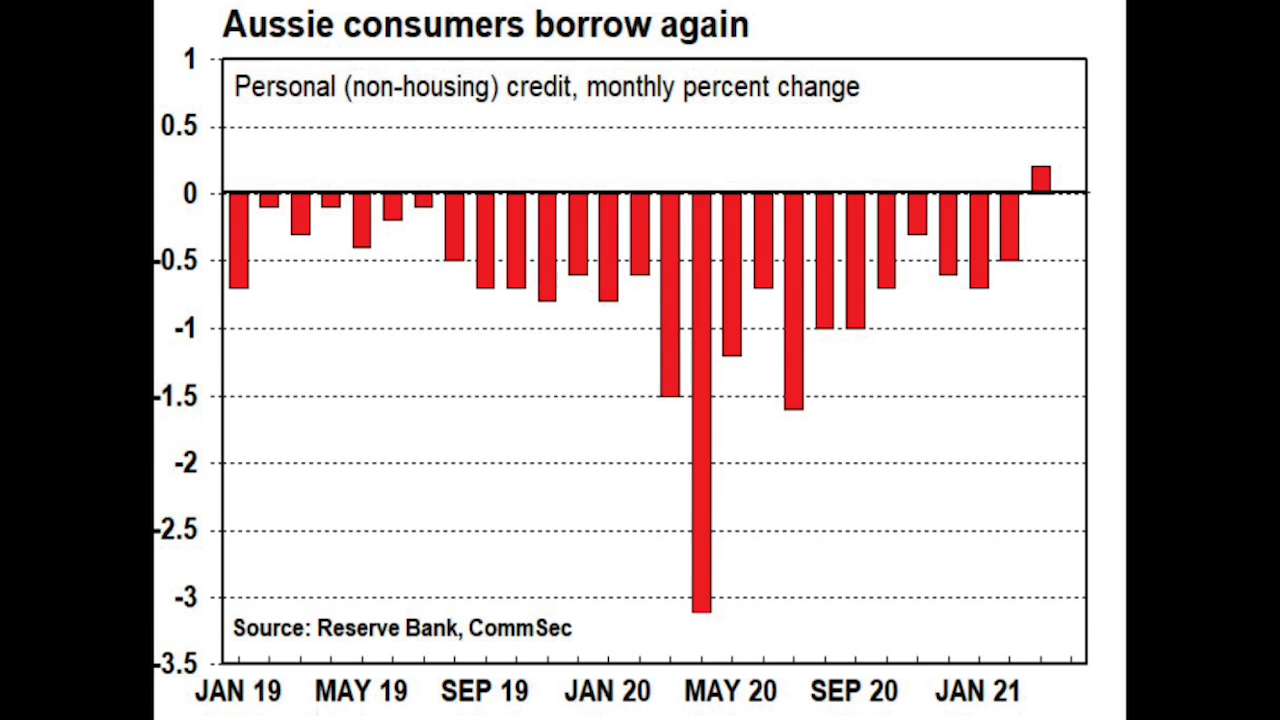 Aussie consumers borrow again
Personal (non-housing) credit, monthly percent change
1
0.5
0
-0.5
-1
-1.5
-2
-2.5
-3
-3.5
Source: Reserve Bank, CommSec
JAN 19 MAY 19 SEP 19 JAN 20 MAY 20 SEP 20 JAN 21